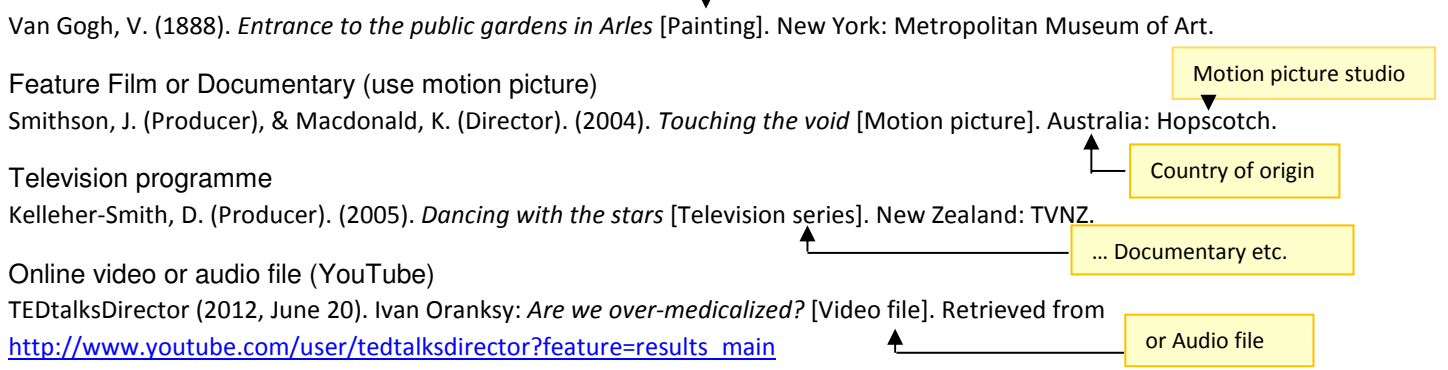 Van Gogh, V. (1888). Entrance to the public gardens in Arles [Painting]. New York: Metropolitan Museum of Art.
Motion picture studio
Feature Film or Documentary (use motion picture)
Smithson, J. (Producer), & Macdonald, K. (Director). (2004). Touching the void [Motion picture]. Australia: Hopscotch.
Country of origin
Television programme
Kelleher-Smith, D. (Producer). (2005). Dancing with the stars [Television series]. New Zealand: TVNZ.
... Documentary etc.
Online video or audio file (YouTube)
TEDtalksDirector (2012, June 20). Ivan Oranksy: Are we over-medicalized? [Video file]. Retrieved from
http://www.youtube.com/user/tedtalksdirector?feature=results_main
or Audio file